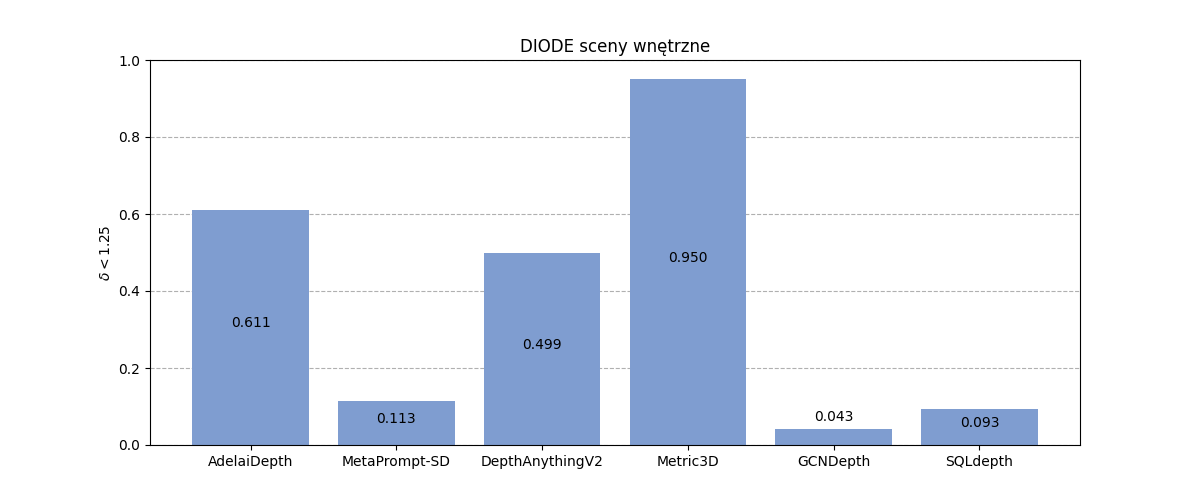 DIODE sceny wnętrzne
1.0
0.8
0.6
0.4
0.2
0.0
δ < 1.25
0.611
0.113
0.499
0.950
0.043
0.093
AdelaiDepth
MetaPrompt-SD
DepthAnythingV2
Metric3D
GCNDepth
SQLdepth